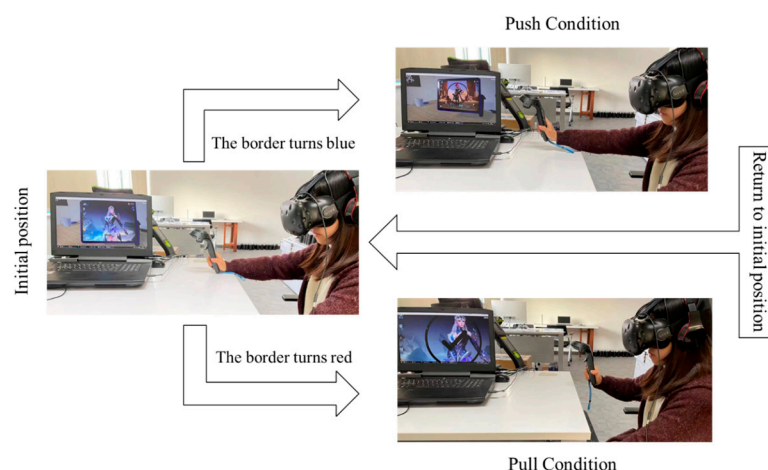 Push Condition
The border turns blue
Initial position
Return to initial position
The border turns red
Pull Condition